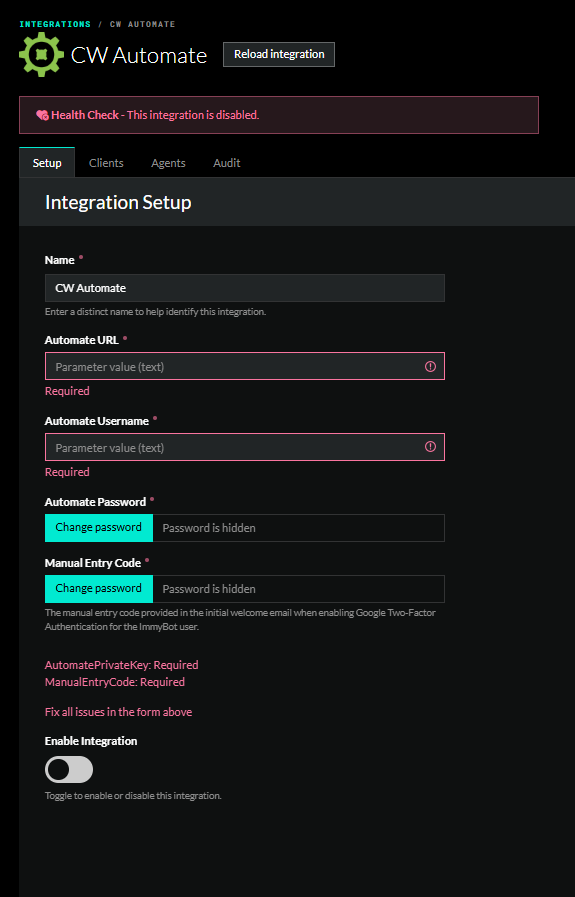 INTEGRATIONS / CW AUTOMATE
CW Automate
Reload integration
Health Check - This integration is disabled.
Setup Clients Agents Audit
Integration Setup
Name *
CW Automate
Enter a distinct name to help identify this integration.
Automate URL *
Parameter value (text)
Required
Automate Username *
Parameter value (text)
Required
Automate Password *
Change password Password is hidden
Manual Entry Code *
Change password Password is hidden
The manual entry code provided in the initial welcome email when enabling Google Two-Factor
Authentication for the ImmyBot user.
AutomatePrivateKey: Required
ManualEntryCode: Required
Fix all issues in the form above
Enable Integration
Toggle to enable or disable this integration.